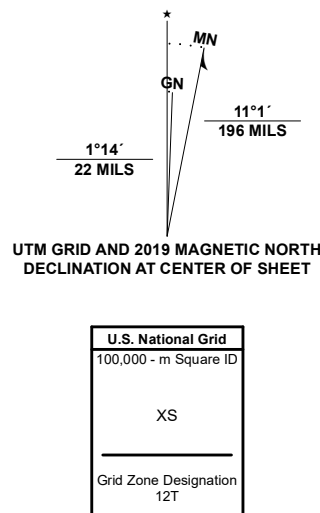 ★
MN
GN
11°1´
196 MILS
1°14´
22 MILS
UTM GRID AND 2019 MAGNETIC NORTH
DECLINATION AT CENTER OF SHEET
U.S. National Grid
100,000 - m Square ID
XS
Grid Zone Designation
12T